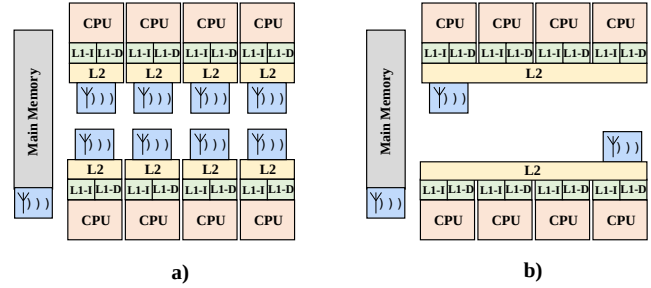 CPU CPU CPU CPU
L1-I L1-D L1-I L1-D L1-I L1-D L1-I L1-D
L2 L2 L2 L2
Main Memory
L2 L2 L2 L2
L1-I L1-D L1-I L1-D L1-I L1-D L1-I L1-D
CPU CPU CPU CPU
a)
CPU CPU CPU CPU
L1-I L1-D L1-I L1-D L1-I L1-D L1-I L1-D
L2
Main Memory
L2
L1-I L1-D L1-I L1-D L1-I L1-D L1-I L1-D
CPU CPU CPU CPU
b)